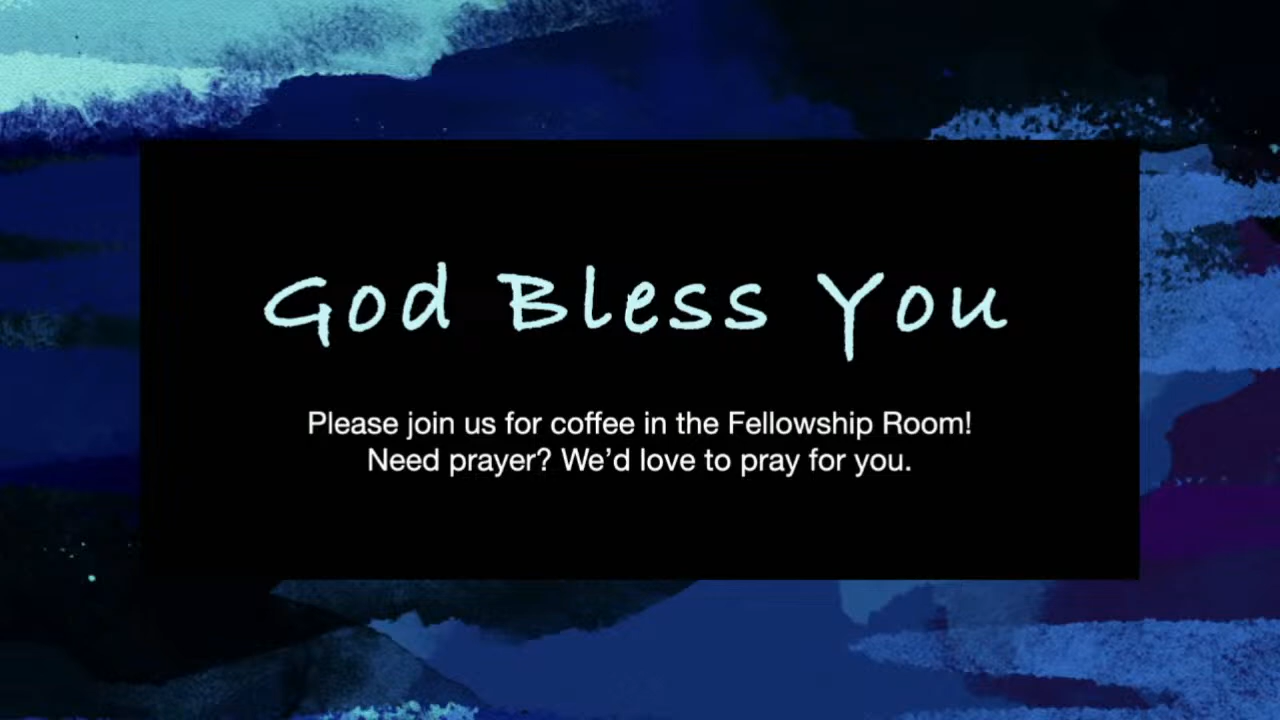 God Bless You
Please join us for coffee in the Fellowship Room!
Need prayer? We’d love to pray for you.